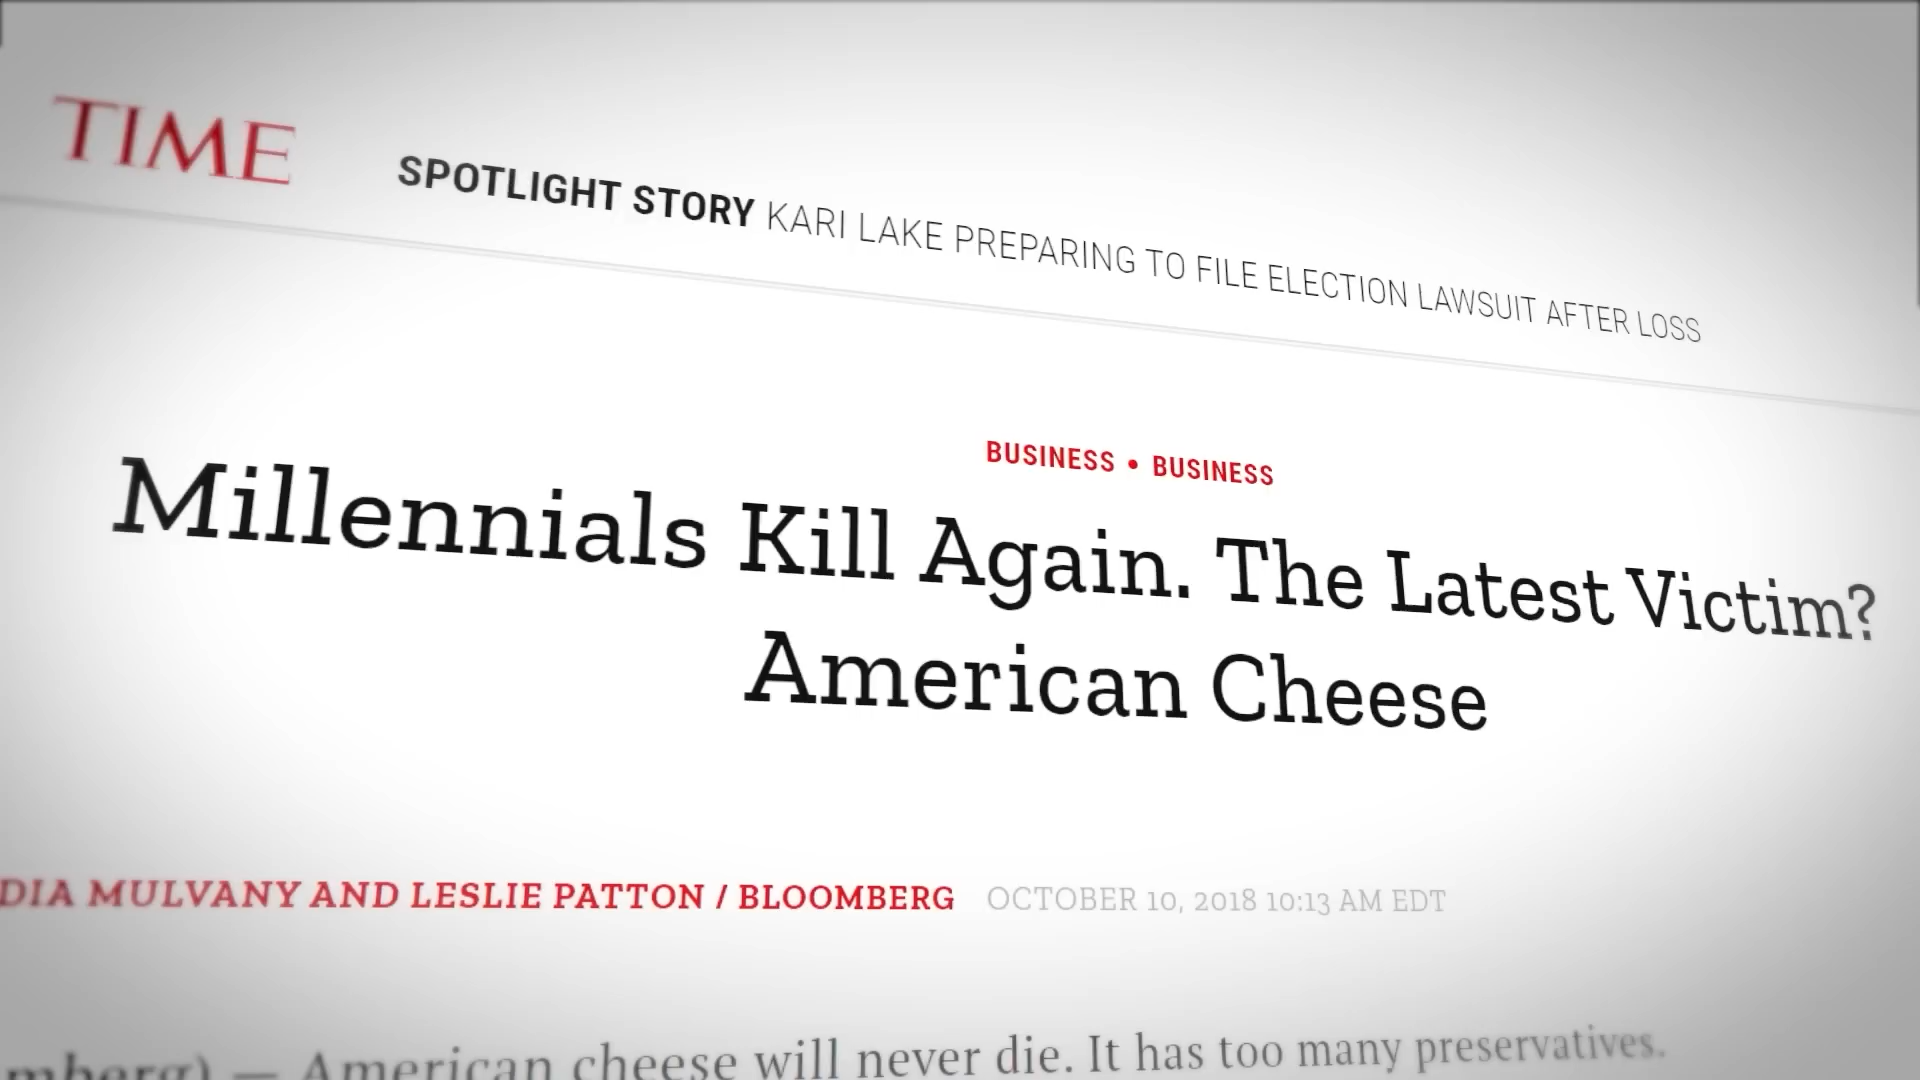 TIME
SPOTLIGHT STORY KARI LAKE PREPARING TO FILE ELECTION LAWSUIT AFTER LOSS
BUSINESS • BUSINESS
Millennials Kill Again. The Latest Victim?
American Cheese
DIA MULVANY AND LESLIE PATTON / BLOOMBERG OCTOBER 10, 2018 10:13 AM EDT
mberg) — American cheese will never die. It has too many preservatives.